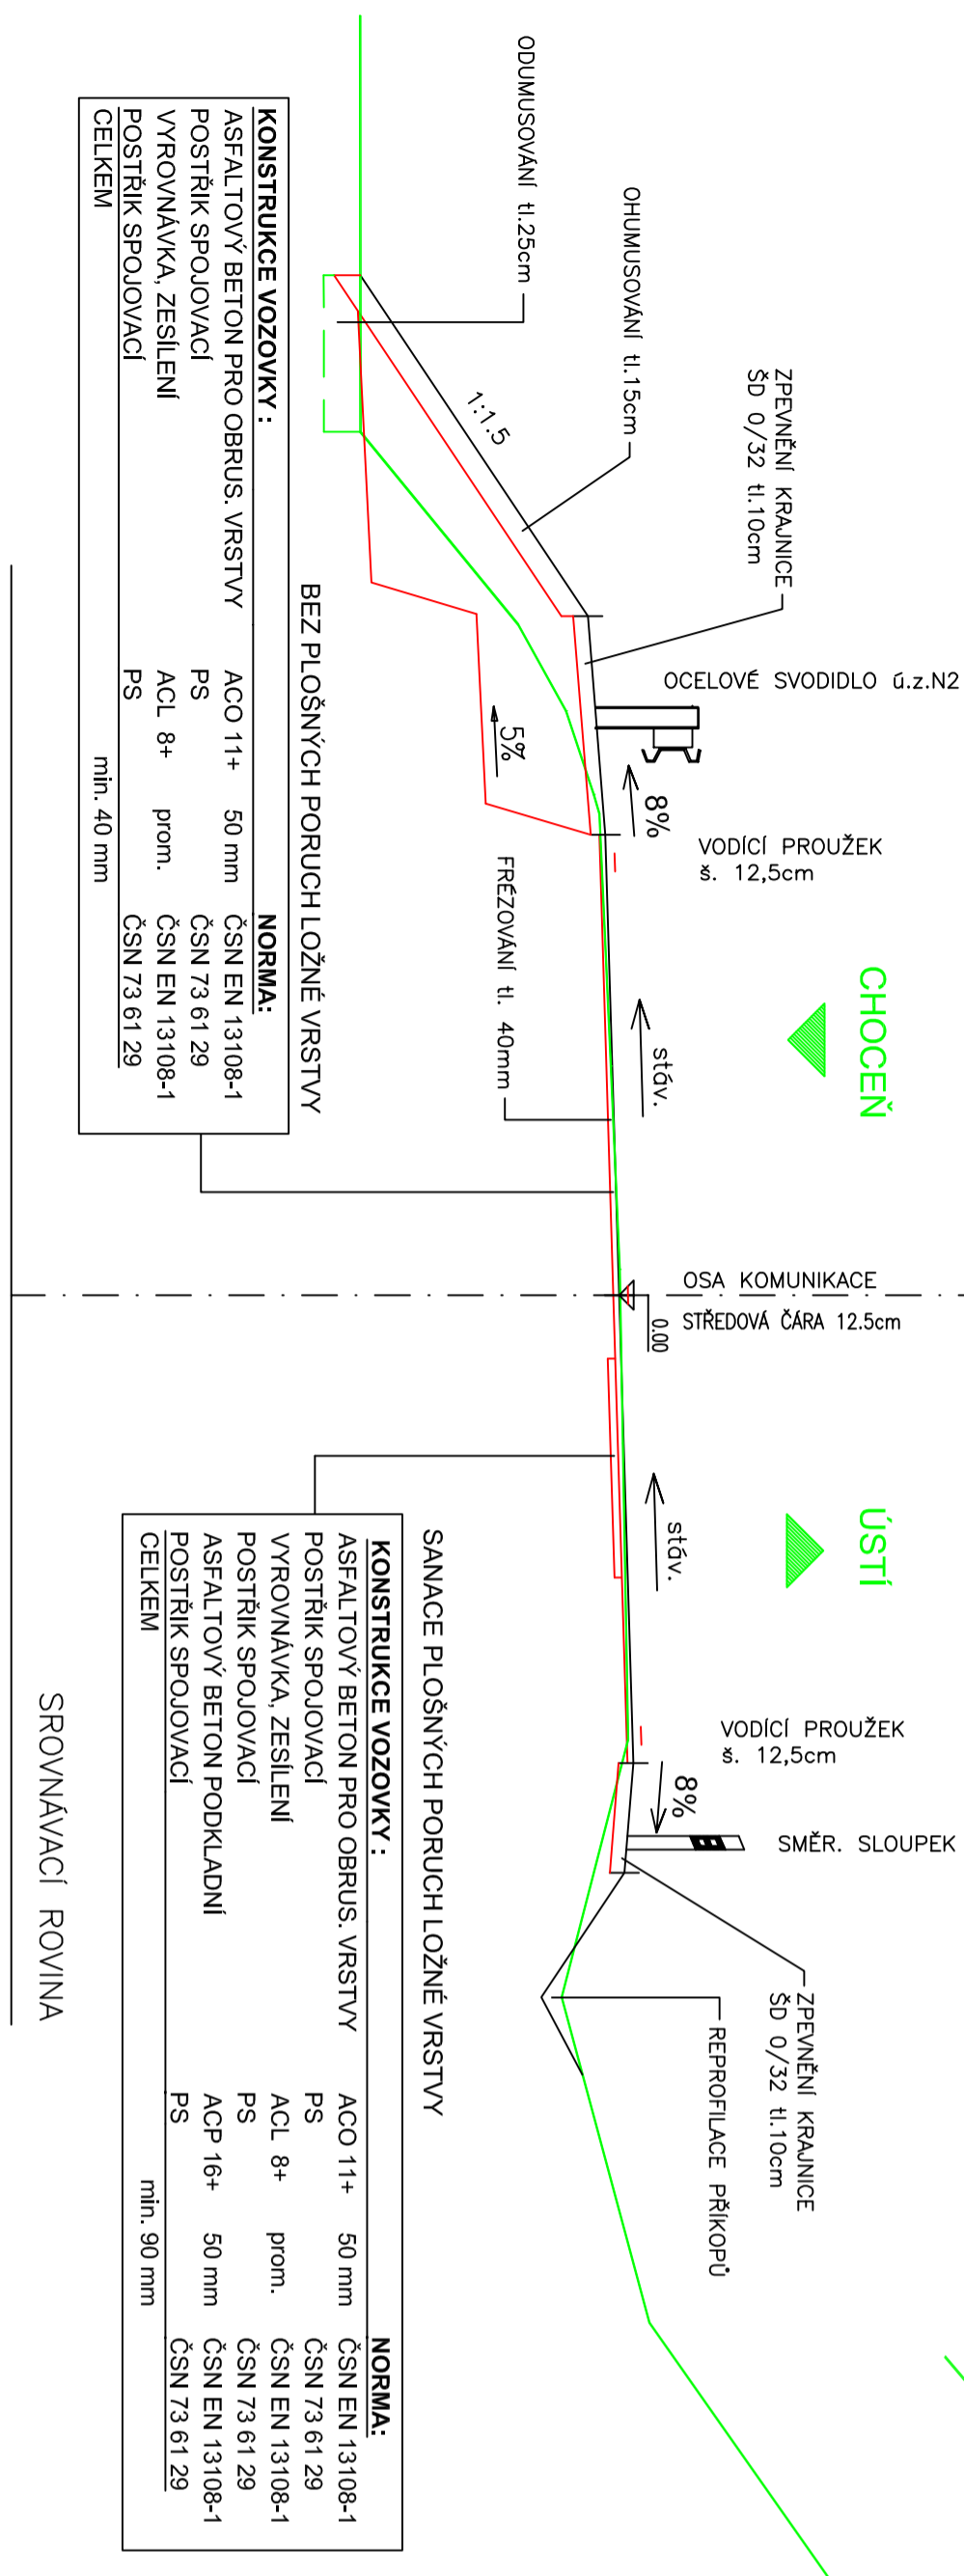 CHOCEŇ
ÚSTÍ
ODUMUSOVÁNÍ tl.25cm
OHUMUSOVÁNÍ tl.15cm
1:1.5
ZPEVNĚNÍ KRAJNICE
ŠD 0/32 tl.10cm
OCELOVÉ SVODIDLO ú.z.N2
5%
8%
VODÍCÍ PROUŽEK
š. 12,5cm
FRÉZOVÁNÍ tl. 40mm
stáv.
OSA KOMUNIKACE
STŘEDOVÁ ČÁRA 12.5cm
0.00
stáv.
VODÍCÍ PROUŽEK
š. 12,5cm
8%
SMĚR. SLOUPEK
ZPEVNĚNÍ KRAJNICE
ŠD 0/32 tl.10cm
REPROFILACE PŘÍKOPŮ
BEZ PLOŠNÝCH PORUCH LOŽNÉ VRSTVY
KONSTRUKCE VOZOVKY : NORMA:
ASFALTOVÝ BETON PRO OBRUS. VRSTVY ACO 11+ 50 mm ČSN EN 13108-1
POSTŘIK SPOJOVACÍ PS ČSN 73 61 29
VYROVNÁVKA, ZESÍLENÍ ACL 8+ prom. ČSN EN 13108-1
POSTŘIK SPOJOVACÍ PS ČSN 73 61 29
CELKEM min. 40 mm
SANACE PLOŠNÝCH PORUCH LOŽNÉ VRSTVY
KONSTRUKCE VOZOVKY : NORMA:
ASFALTOVÝ BETON PRO OBRUS. VRSTVY ACO 11+ 50 mm ČSN EN 13108-1
POSTŘIK SPOJOVACÍ PS ČSN 73 61 29
VYROVNÁVKA, ZESÍLENÍ ACL 8+ prom. ČSN EN 13108-1
POSTŘIK SPOJOVACÍ PS ČSN 73 61 29
ASFALTOVÝ BETON PODKLADNÍ ACP 16+ 50 mm ČSN EN 13108-1
POSTŘIK SPOJOVACÍ PS ČSN 73 61 29
CELKEM min. 90 mm
SROVNÁVACÍ ROVINA